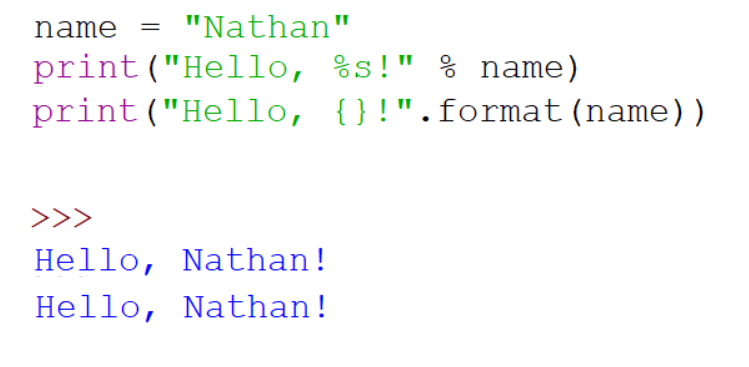 name = "Nathan"
print("Hello, %s!" % name)
print("Hello, {}!".format(name))
>>>
Hello, Nathan!
Hello, Nathan!